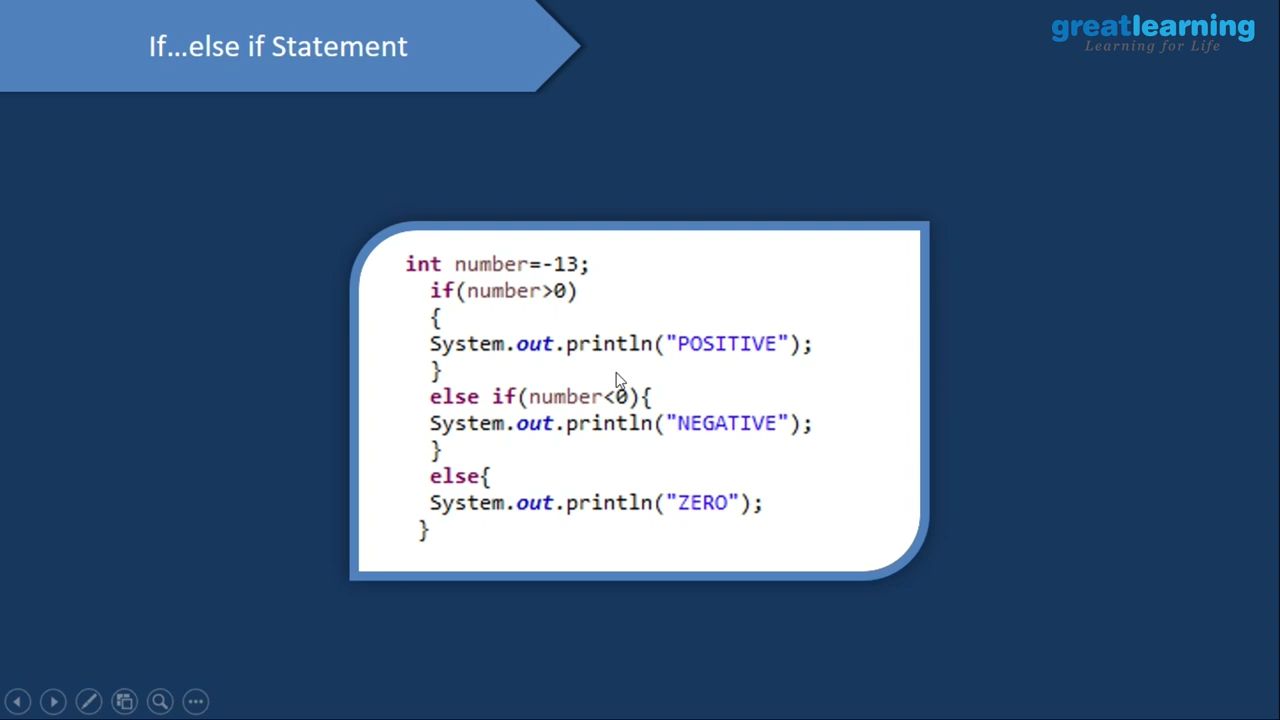 If...else if Statement
greatlearning
Learning for Life
int number=-13;
if(number>0)
{
System.out.println("POSITIVE");
}
else if(number<0){
System.out.println("NEGATIVE");
}
else{
System.out.println("ZERO");
}